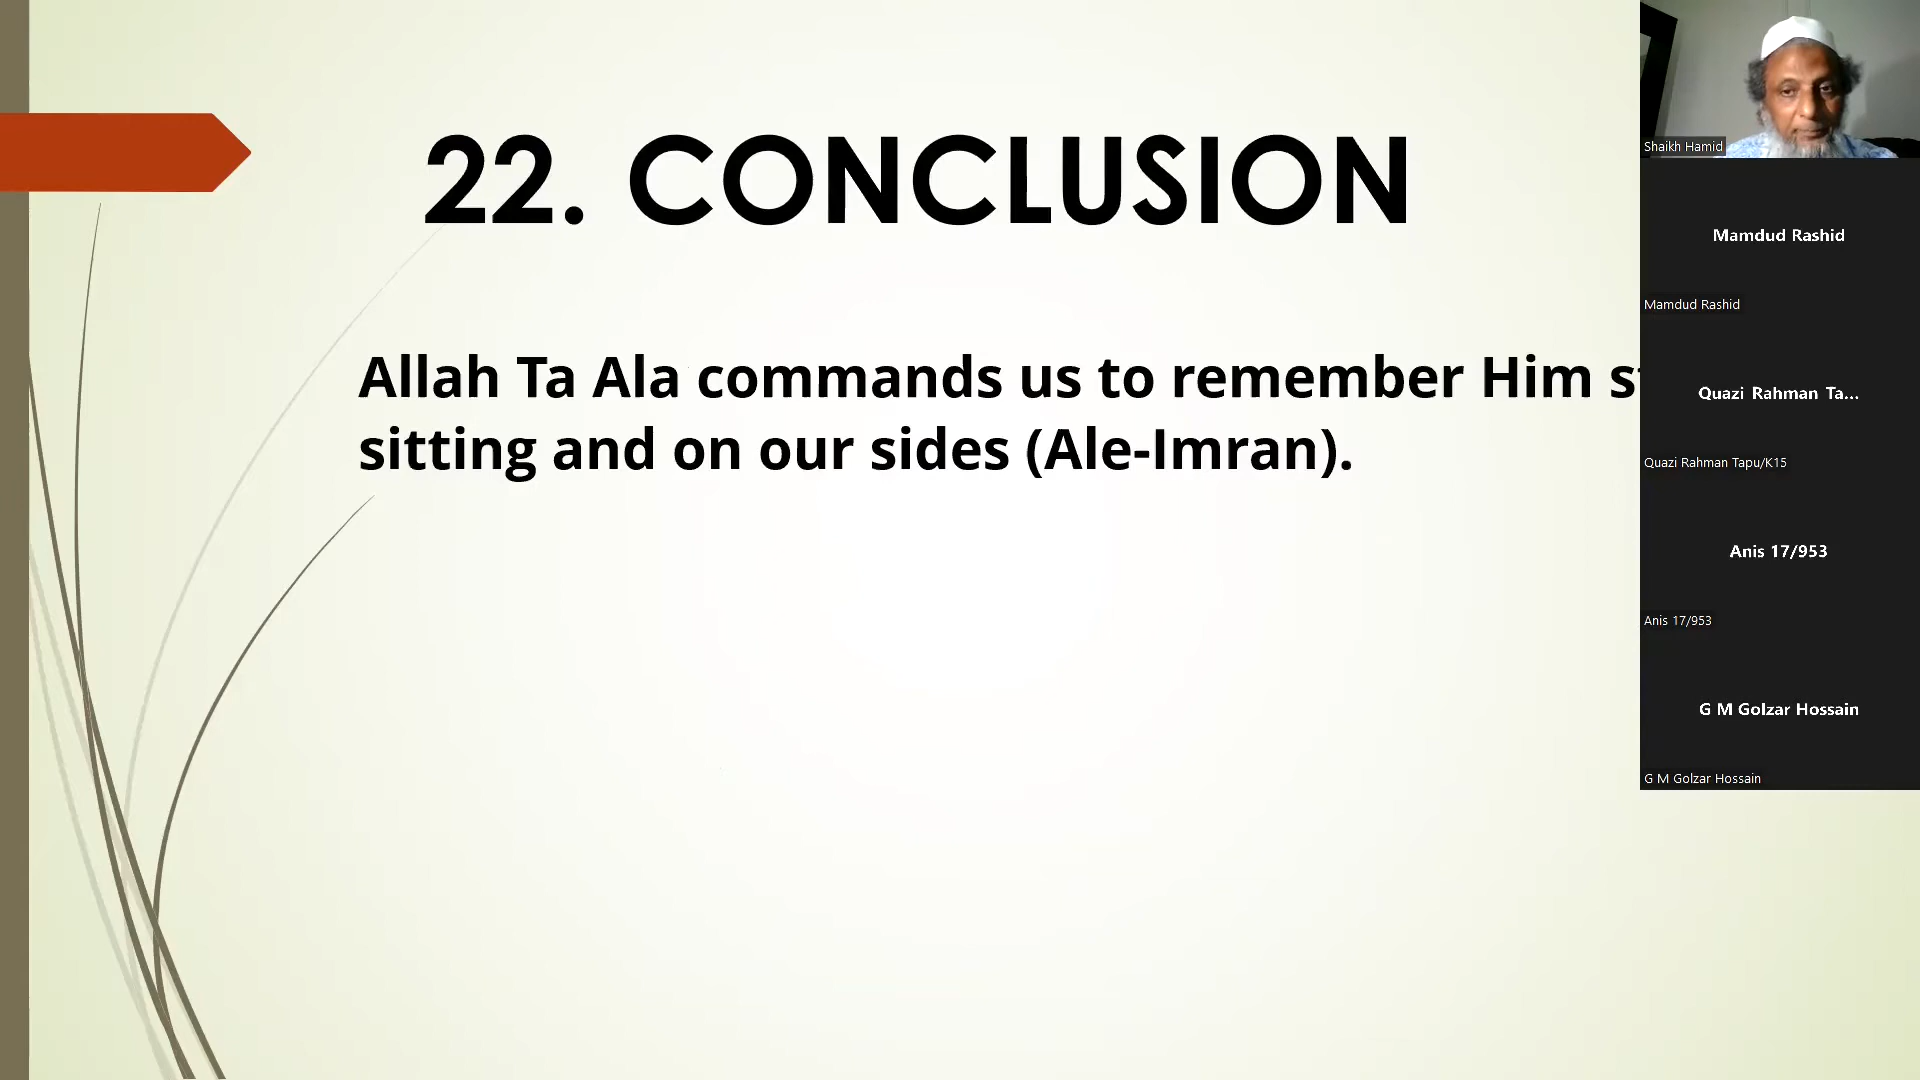 22. CONCLUSION
Allah Ta Ala commands us to remember Him
sitting and on our sides (Ale-Imran).
Shaikh Hamid
Mamdud Rashid
Mamdud Rashid
Quazi Rahman Ta...
Quazi Rahman Tapu/K15
Anis 17/953
Anis 17/953
G M Golzar Hossain
G M Golzar Hossain